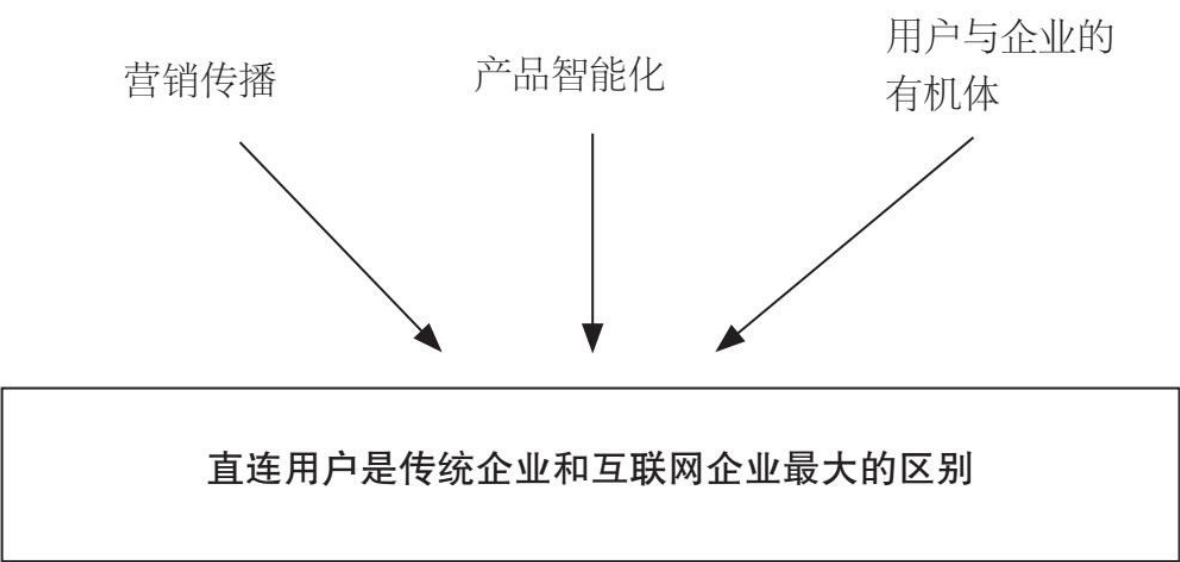 营销传播
产品智能化
用户与企业的
有机体
直连用户是传统企业和互联网企业最大的区别